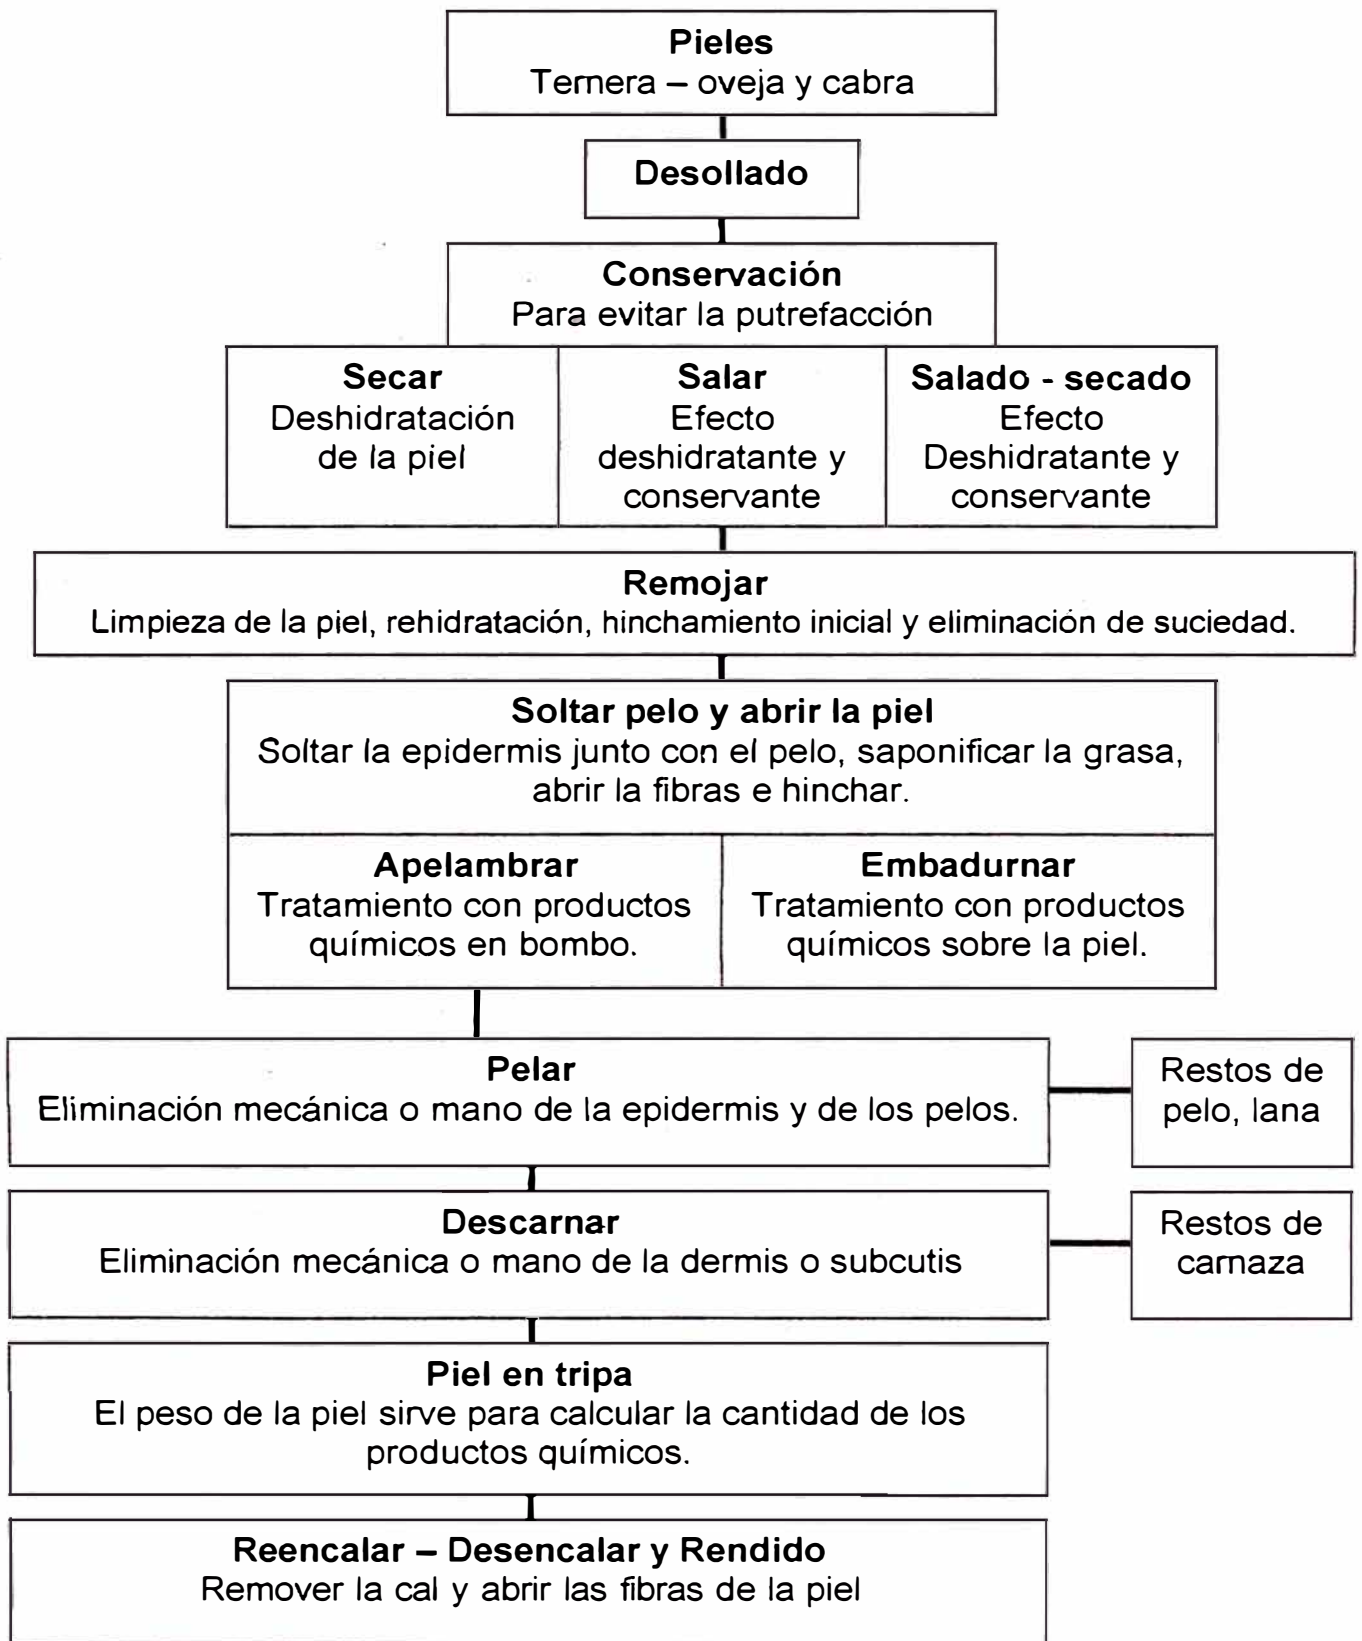 Pieles
Ternera – oveja y cabra
Desollado
Conservación
Para evitar la putrefacción
Secar
Deshidratación
de la piel
Salar
Efecto
deshidratante y
conservante
Salado - secado
Efecto
Deshidratante y
conservante
Remojar
Limpieza de la piel, rehidratación, hinchamiento inicial y eliminación de suciedad.
Soltar pelo y abrir la piel
Soltar la epidermis junto con el pelo, saponificar la grasa,
abrir la fibras e hinchar.
Apelambrar
Tratamiento con productos
químicos en bombo.
Embadurnar
Tratamiento con productos
químicos sobre la piel.
Pelar
Eliminación mecánica o mano de la epidermis y de los pelos.
Restos de
pelo, lana
Descarnar
Eliminación mecánica o mano de la dermis o subcutis
Restos de
carnaza
Piel en tripa
El peso de la piel sirve para calcular la cantidad de los
productos químicos.
Reencalar – Desencalar y Rendido
Remover la cal y abrir las fibras de la piel